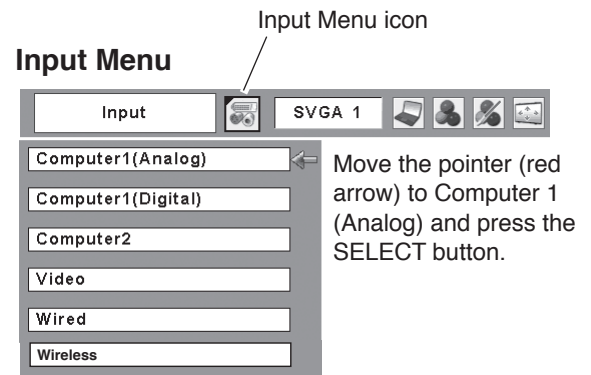 Input Menu icon
Input Menu
Input
SVGA 1
Computer1(Analog)
Computer1(Digital)
Computer2
Video
Wired
Wireless
Move the pointer (red
arrow) to Computer 1
(Analog) and press the
SELECT button.